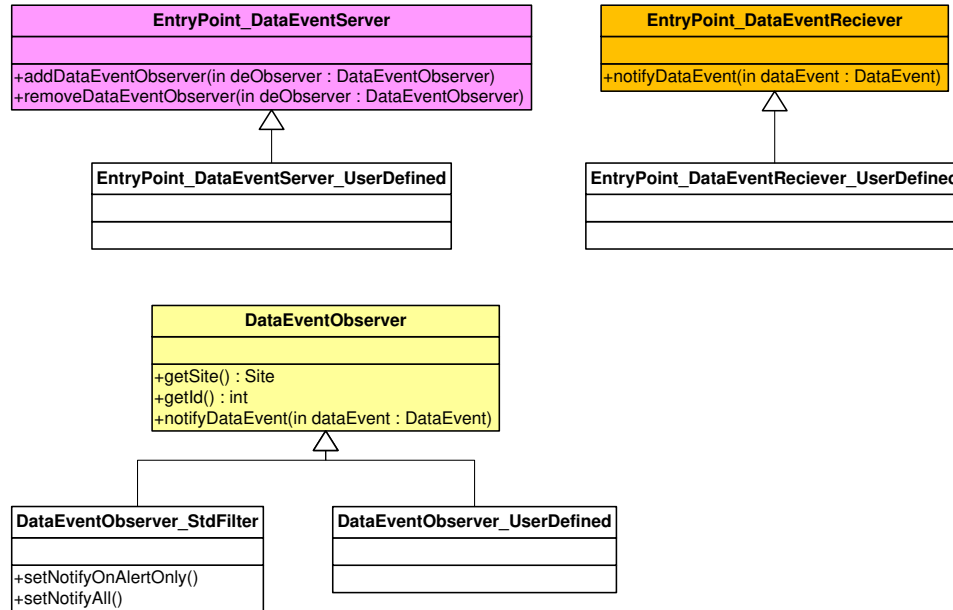 EntryPoint_DataEventServer
+addDataEventObserver(in deObserver : DataEventObserver)
+removeDataEventObserver(in deObserver : DataEventObserver)
EntryPoint_DataEventReciever
+notifyDataEvent(in dataEvent : DataEvent)
EntryPoint_DataEventServer_UserDefined
EntryPoint_DataEventReciever_UserDefined
DataEventObserver
+getSite() : Site
+getId() : int
+notifyDataEvent(in dataEvent : DataEvent)
DataEventObserver_StdFilter
+setNotifyOnAlertOnly()
+setNotifyAll()
DataEventObserver_UserDefined